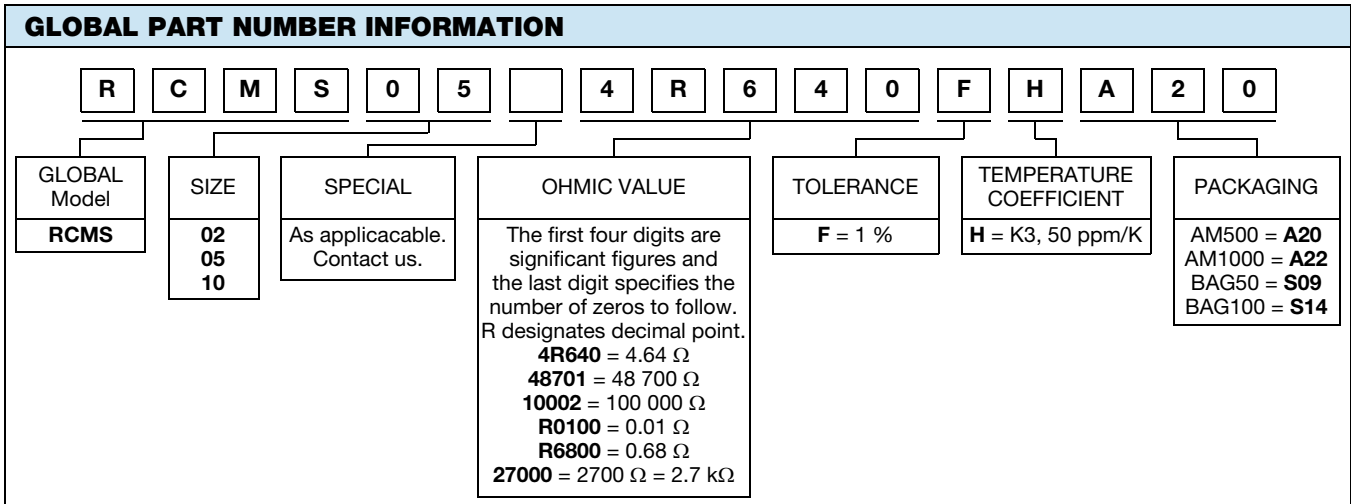 GLOBAL PART NUMBER INFORMATION
R C M S 0 5 4 R 6 4 0 F H A 2 0
GLOBAL
Model
RCMS
SIZE
02
05
10
SPECIAL
As applicacable.
Contact us.
OHMIC VALUE
The first four digits are
significant figures and
the last digit specifies the
number of zeros to follow.
R designates decimal point.
4R640 = 4.64 Ω
48701 = 48 700 Ω
10002 = 100 000 Ω
R0100 = 0.01 Ω
R6800 = 0.68 Ω
27000 = 2700 Ω = 2.7 kΩ
TOLERANCE
F = 1 %
TEMPERATURE
COEFFICIENT
H = K3, 50 ppm/K
PACKAGING
AM500 = A20
AM1000 = A22
BAG50 = S09
BAG100 = S14